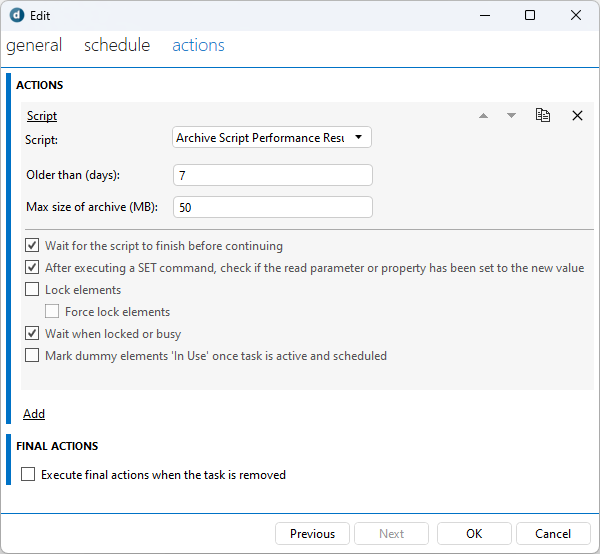 Edit
general schedule actions
ACTIONS
Script
Script: Archive Script Performance Resu
Older than (days): 7
Max size of archive (MB): 50
Wait for the script to finish before continuing
After executing a SET command, check if the read parameter or property has been set to the new value
Lock elements
Force lock elements
Wait when locked or busy
Mark dummy elements 'In Use' once task is active and scheduled
Add
FINAL ACTIONS
Execute final actions when the task is removed
Previous Next OK Cancel